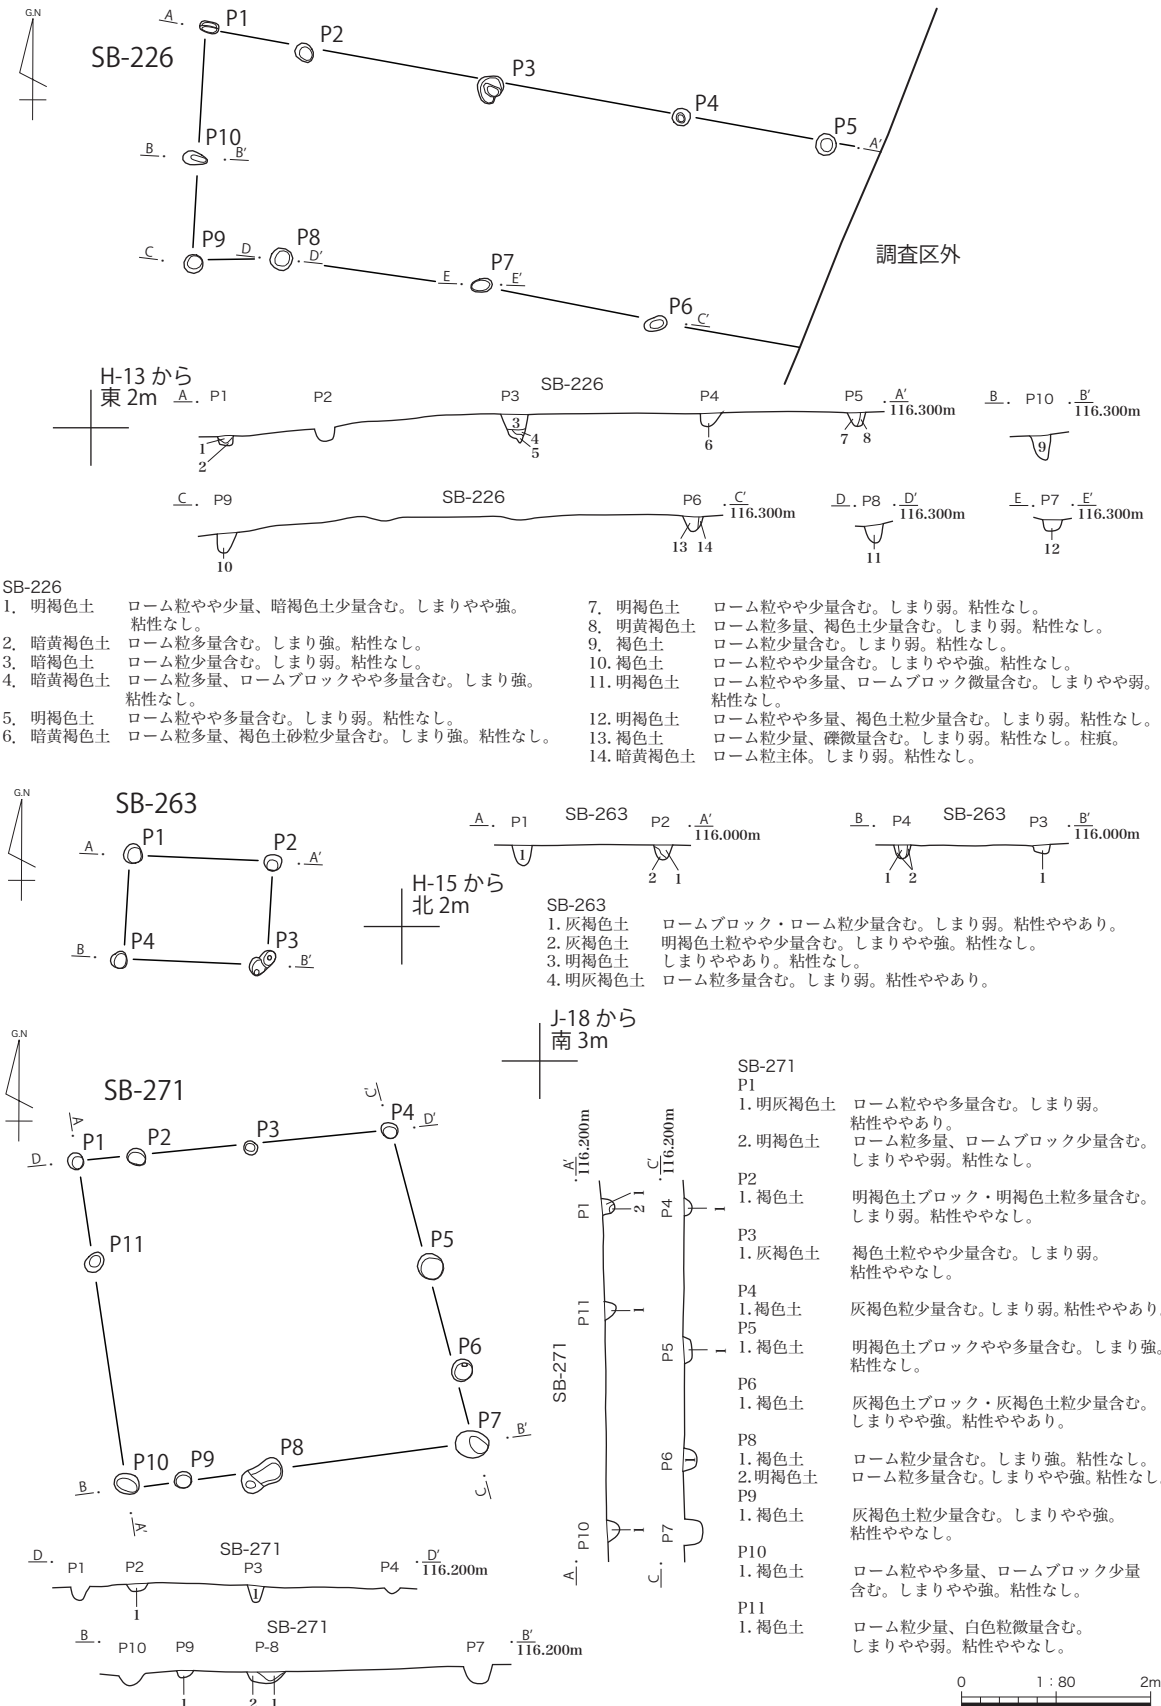 G.N
SB-226
A
P1
P2
P3
P4
P5
A'
P10
B
B'
P9
C
D
P8
D'
E
P7
E'
P6
C'
調査区外
H-13 から
東 2m
SB-226
A P1 P2 P3 P4 P5 A'
116.300m
1
2
3
4
5
6
7 8
B P10 B'
116.300m
9
C P9 SB-226 P6 C'
116.300m
10
13 14
D P8 D'
116.300m
11
E P7 E'
116.300m
12
SB-226
1. 明褐色土 ローム粒やや少量、暗褐色土少量含む。しまりやや強。
粘性なし。
2. 暗黄褐色土 ローム粒多量含む。しまり強。粘性なし。
3. 暗褐色土 ローム粒少量含む。しまり弱。粘性なし。
4. 暗黄褐色土 ローム粒多量、ロームブロックやや多量含む。しまり強。
粘性なし。
5. 明褐色土 ローム粒やや多量含む。しまり弱。粘性なし。
6. 暗黄褐色土 ローム粒多量、褐色土砂粒少量含む。しまり強。粘性なし。
7. 明褐色土 ローム粒やや少量含む。しまり弱。粘性なし。
8. 明黄褐色土 ローム粒多量、褐色土少量含む。しまり弱。粘性なし。
9. 褐色土 ローム粒少量含む。しまり弱。粘性なし。
10. 褐色土 ローム粒やや少量含む。しまりやや強。粘性なし。
11. 明褐色土 ローム粒やや多量、ロームブロック微量含む。しまりやや弱。
粘性なし。
12. 明褐色土 ローム粒やや多量、褐色土粒少量含む。しまり弱。粘性なし。
13. 褐色土 ローム粒少量、礫微量含む。しまり弱。粘性なし。柱痕。
14. 暗黄褐色土 ローム粒主体。しまり弱。粘性なし。
G.N
SB-263
A
P1
P2
A'
P4
B
P3
B'
H-15 から
北 2m
A P1 SB-263 P2 A'
116.000m
1
2 1
B P4 SB-263 P3 B'
116.000m
1 2
1
SB-263
1. 灰褐色土 ロームブロック・ローム粒少量含む。しまり弱。粘性ややあり。
2. 灰褐色土 明褐色土粒やや少量含む。しまりやや強。粘性なし。
3. 明褐色土 しまりややあり。粘性なし。
4. 明灰褐色土 ローム粒多量含む。しまり弱。粘性ややあり。
J-18 から
南 3m
G.N
SB-271
A
C'
P1
P2
P3
P4
D
D'
P11
P5
P6
P7
B'
P10
P9
P8
B
A'
C
A'
116.200m
P1
1
2
P11
1
SB-271
P10
1
A
C'
116.200m
P4
1
P5
1
P6
1
P7
C
SB-271
P1
1. 明灰褐色土 ローム粒やや多量含む。しまり弱。
粘性ややあり。
2. 明褐色土 ローム粒多量、ロームブロック少量含む。
しまりやや弱。粘性なし。
P2
1. 褐色土 明褐色土ブロック・明褐色土粒多量含む。
しまり弱。粘性ややなし。
P3
1. 灰褐色土 褐色土粒やや少量含む。しまり弱。
粘性ややなし。
P4
1. 褐色土 灰褐色粒少量含む。しまり弱。粘性ややあり
P5
1. 褐色土 明褐色土ブロックやや多量含む。しまり強。
粘性なし。
P6
1. 褐色土 灰褐色土ブロック・灰褐色土粒少量含む。
しまりやや強。粘性ややあり。
P8
1. 褐色土 ローム粒少量含む。しまり強。粘性なし。
2. 明褐色土 ローム粒多量含む。しまりやや強。粘性なし
P9
1. 褐色土 灰褐色土粒少量含む。しまりやや強。
粘性ややなし。
P10
1. 褐色土 ローム粒やや多量、ロームブロック少量
含む。しまりやや強。粘性なし。
P11
1. 褐色土 ローム粒少量、白色粒微量含む。
しまりやや弱。粘性ややなし。
D P1 P2 SB-271 P3 P4 D'
116.200m
1
1
B P10 P9 SB-271 P-8 P7 B'
116.200m
1
2 1
0 1:80 2m